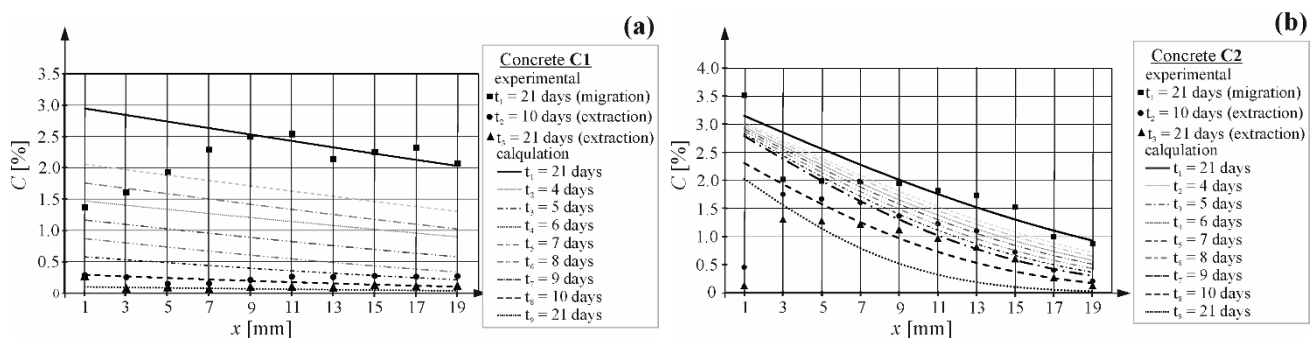 (a)
C [%]
3.5
3.0
2.5
2.0
1.5
1.0
0.5
0
1 3 5 7 9 11 13 15 17 19
x [mm]
Concrete C1
experimental
t₁ = 21 days (migration)
t₂ = 10 days (extraction)
t₃ = 21 days (extraction)
calqulation
t₁ = 21 days
t₂ = 4 days
t₃ = 5 days
t₄ = 6 days
t₅ = 7 days
t₆ = 8 days
t₇ = 9 days
t₈ = 10 days
t₉ = 21 days
(b)
C [%]
4.0
3.5
3.0
2.5
2.0
1.5
1.0
0.5
0
1 3 5 7 9 11 13 15 17 19
x [mm]
Concrete C2
experimental
t₁ = 21 days (migration)
t₂ = 10 days (extraction)
t₃ = 21 days (extraction)
calqulation
t₁ = 21 days
t₂ = 4 days
t₃ = 5 days
t₄ = 6 days
t₅ = 7 days
t₆ = 8 days
t₇ = 9 days
t₈ = 10 days
t₉ = 21 days